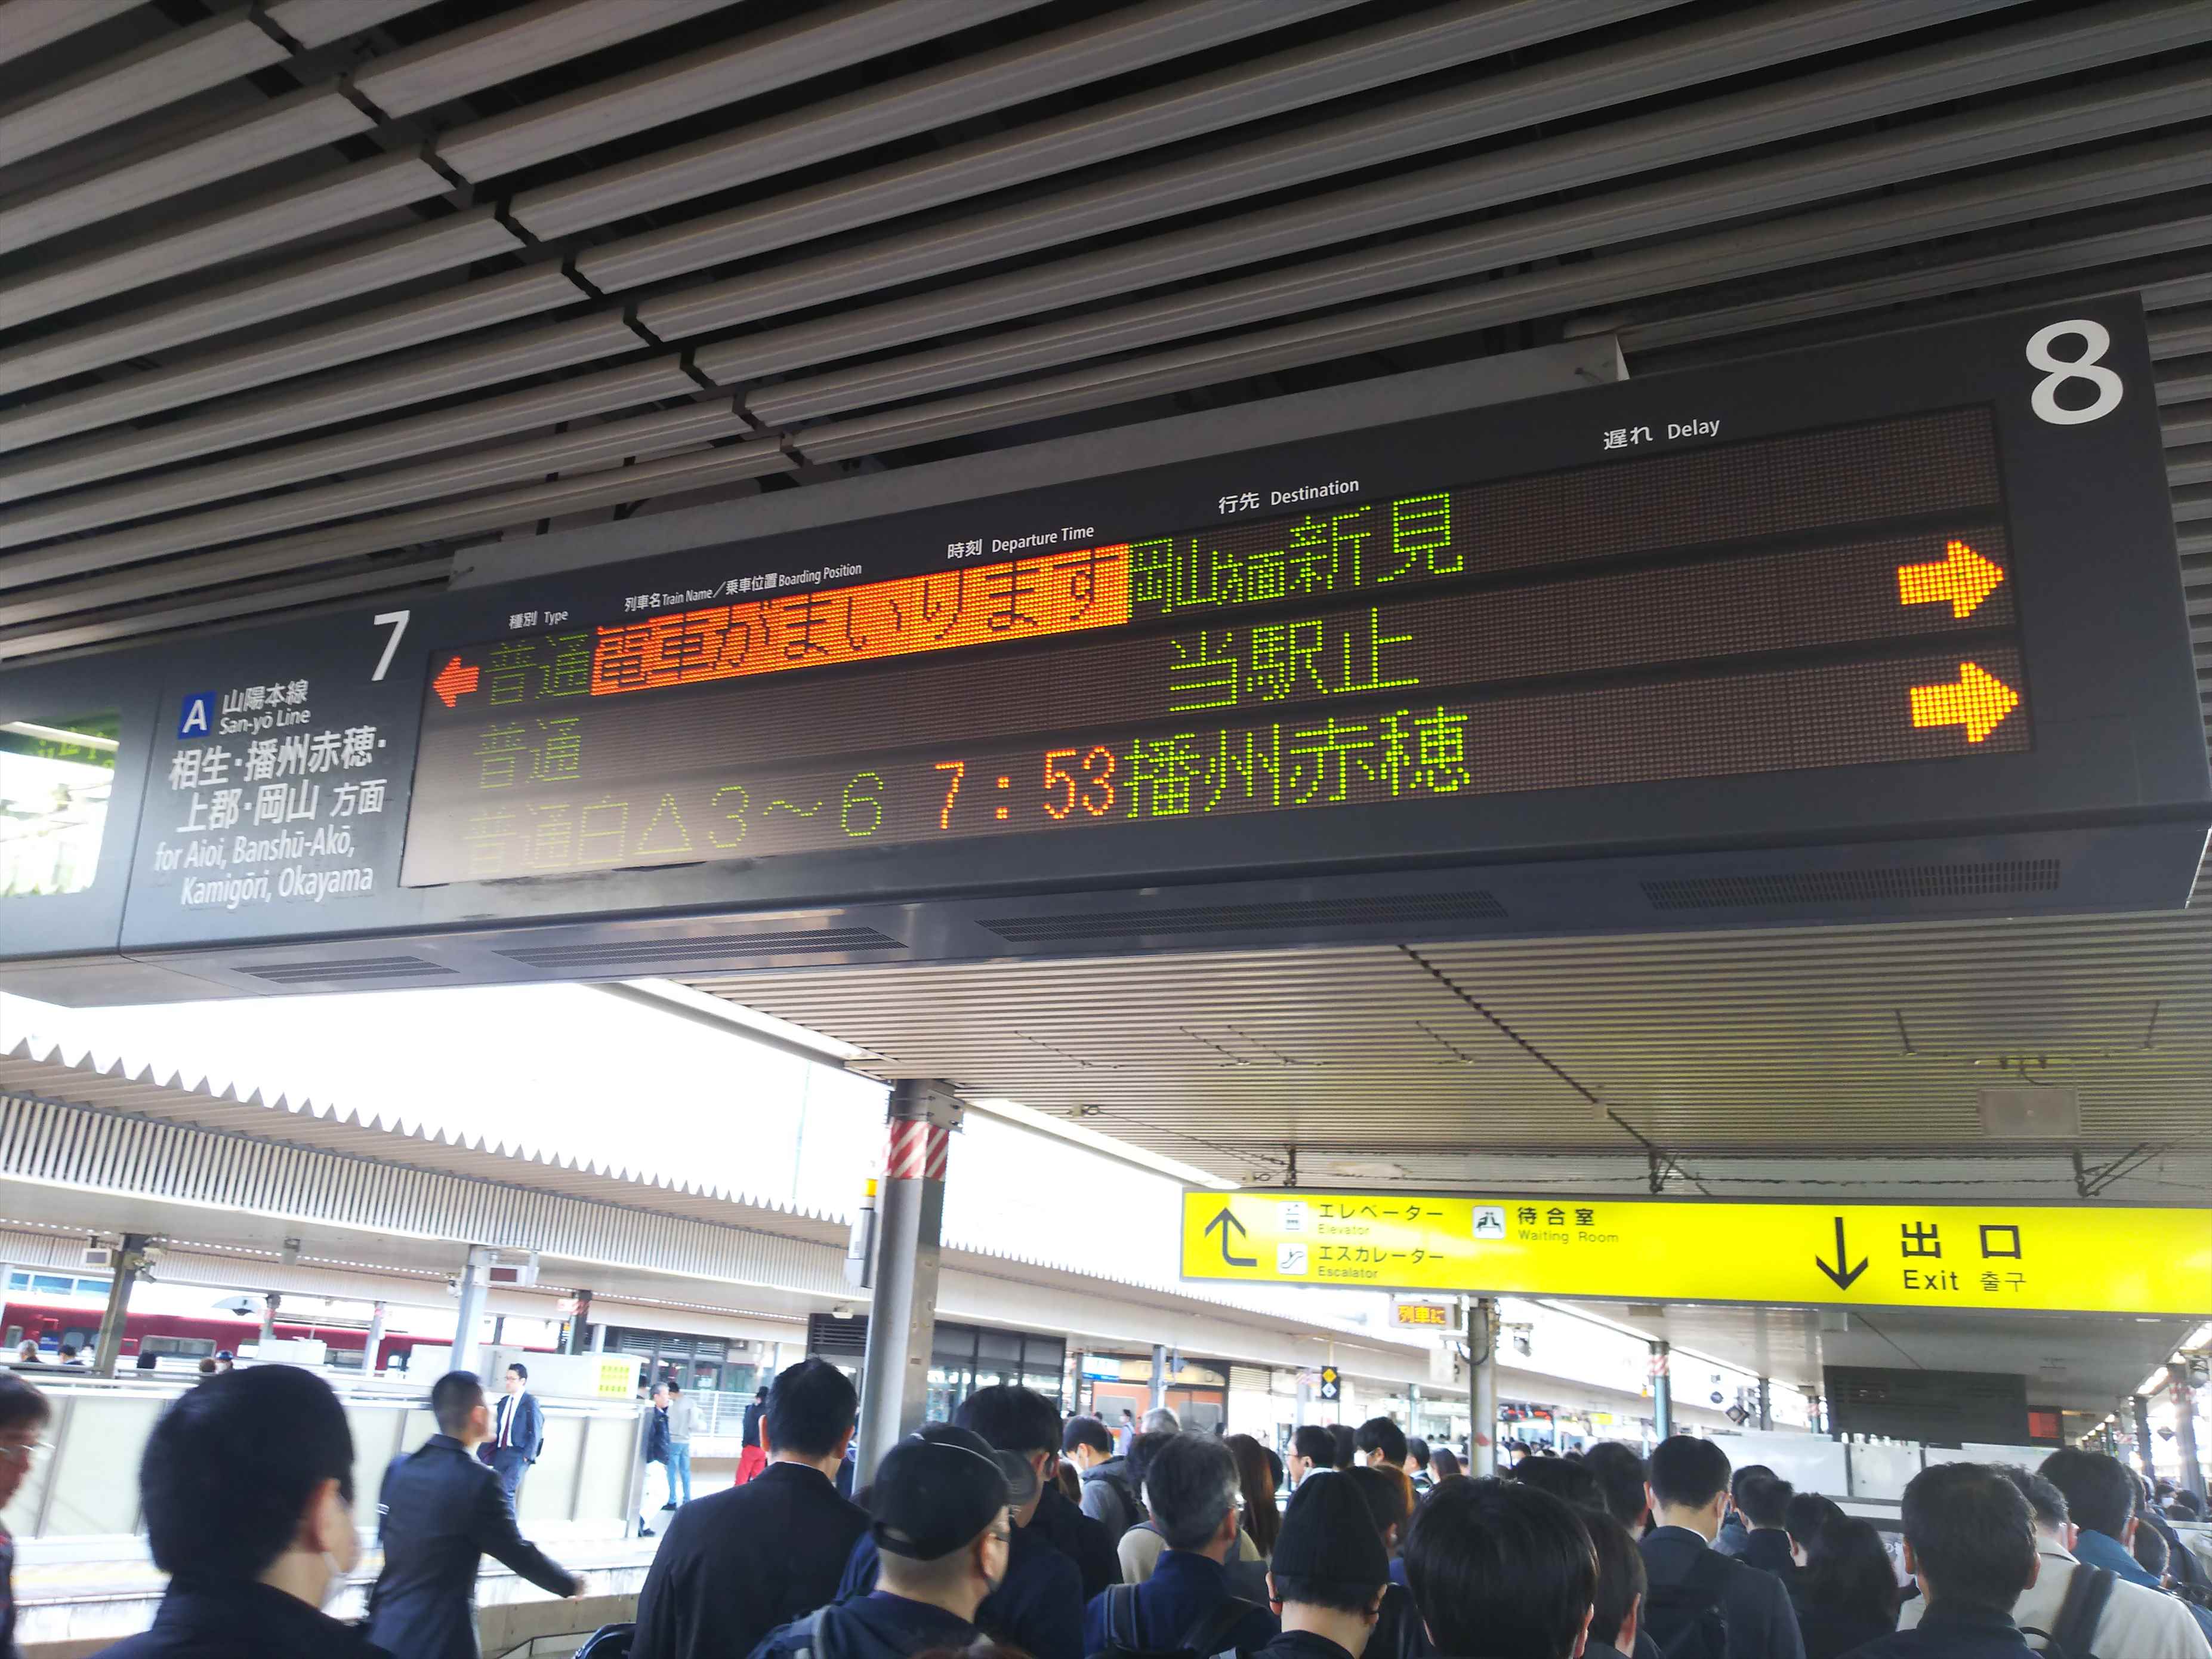 8
遅れ Delay
行先 Destination
時刻 Departure Time
列車名 Train Name／乗車位置 Boarding Position
種別 Type
7
普通 電車がまいります 岡山方面新見
普通 当駅止
普通 白△3～6 7:53 播州赤穂
A 山陽本線
San-yō Line
相生・播州赤穂・
上郡・岡山 方面
for Aioi, Banshū-Akō,
Kamigōri, Okayama
エレベーター
Elevator
エスカレーター
Escalator
待合室
Waiting Room
出口
Exit 출구
列車に